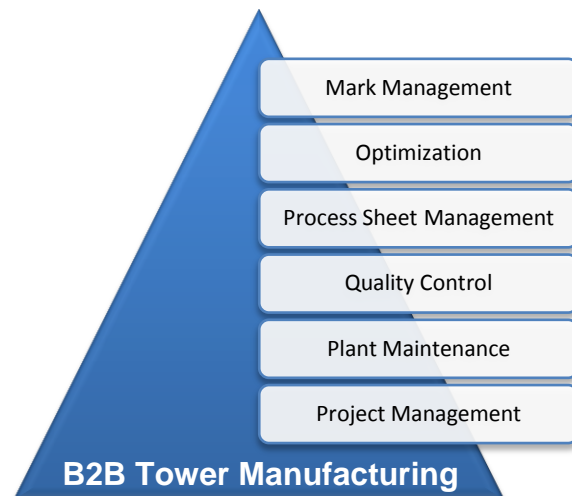 Mark Management
Optimization
Process Sheet Management
Quality Control
Plant Maintenance
Project Management
B2B Tower Manufacturing